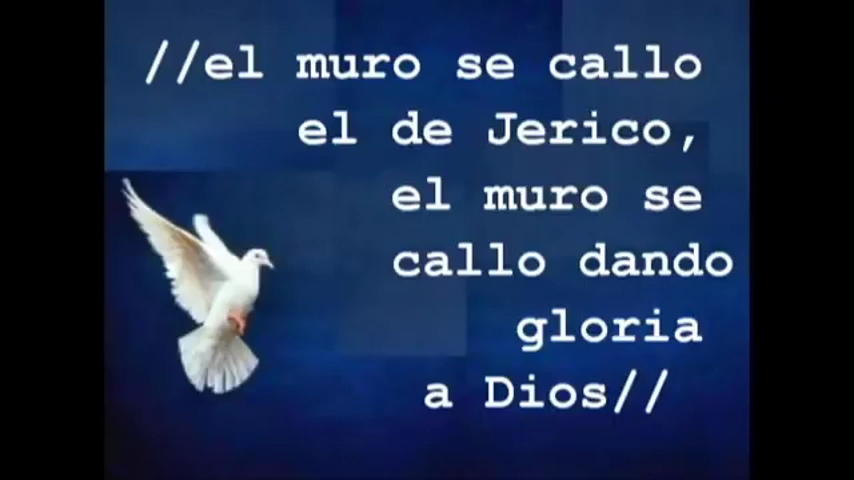 //el muro se callo
el de Jerico,
el muro se
callo dando
gloria
a Dios//